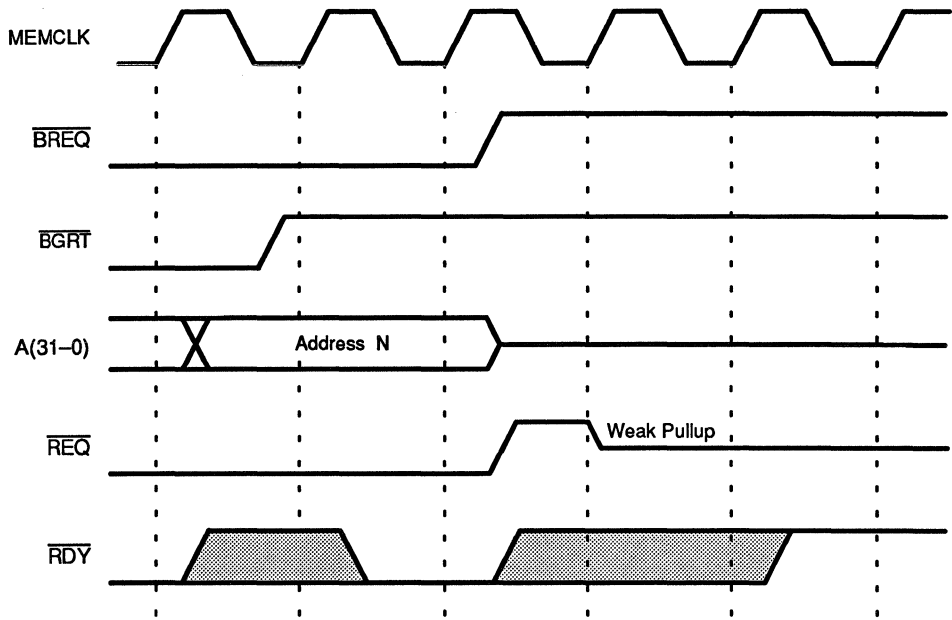 MEMCLK
BREQ
BGRT
A(31–0)
Address N
REQ
Weak Pullup
RDY